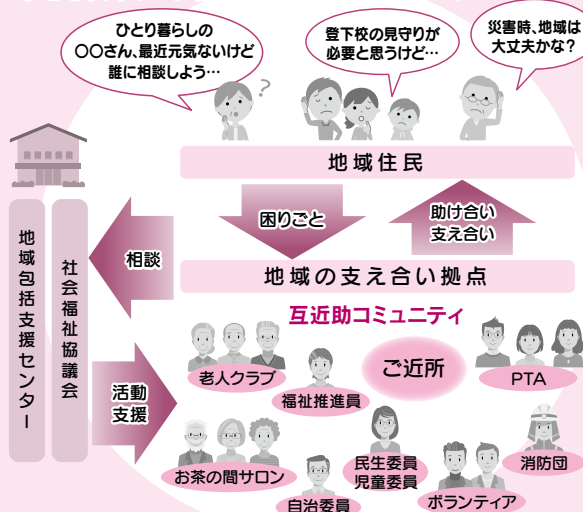 ひとり暮らしの
〇〇さん、最近元気ないけど
誰に相談しよう…
?
登下校の見守りが
必要と思うけど…
災害時、地域は
大丈夫かな?
地域住民
困りごと
助け合い
支え合い
相談
地域の支え合い拠点
互近助コミュニティ
地域包括支援センター
社会福祉協議会
活動
支援
老人クラブ
福祉推進員
ご近所
PTA
お茶の間サロン
自治委員
民生委員
児童委員
ボランティア
消防団